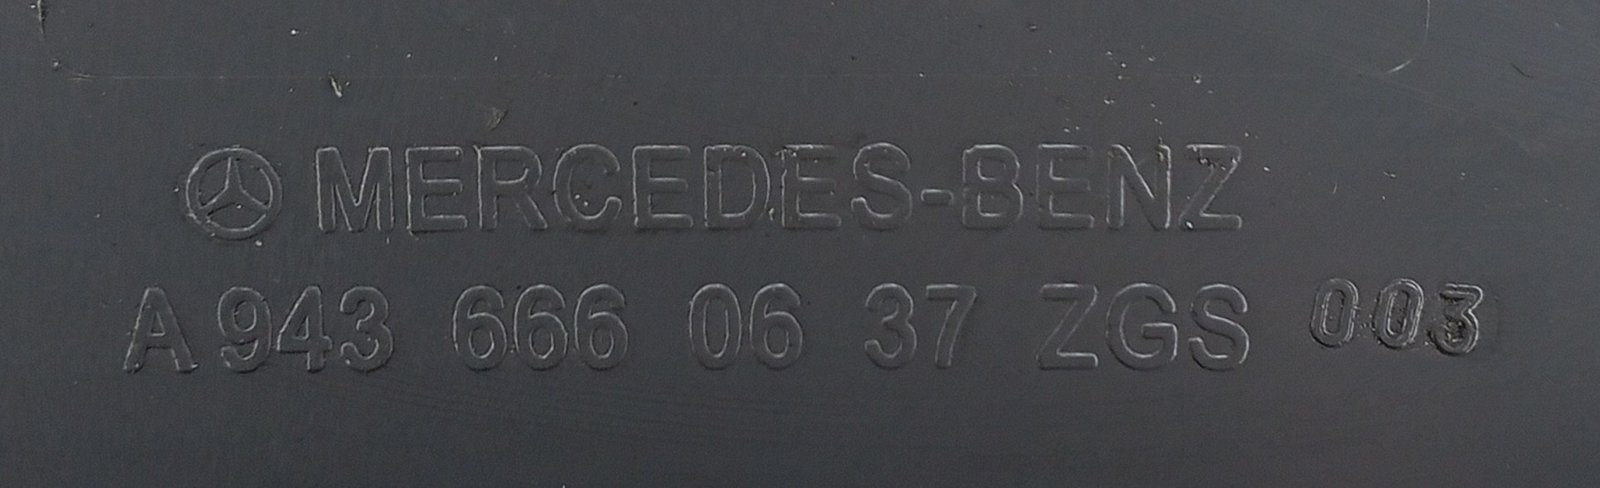 MERCEDES-BENZ
A 943 666 06 37 ZGS 003